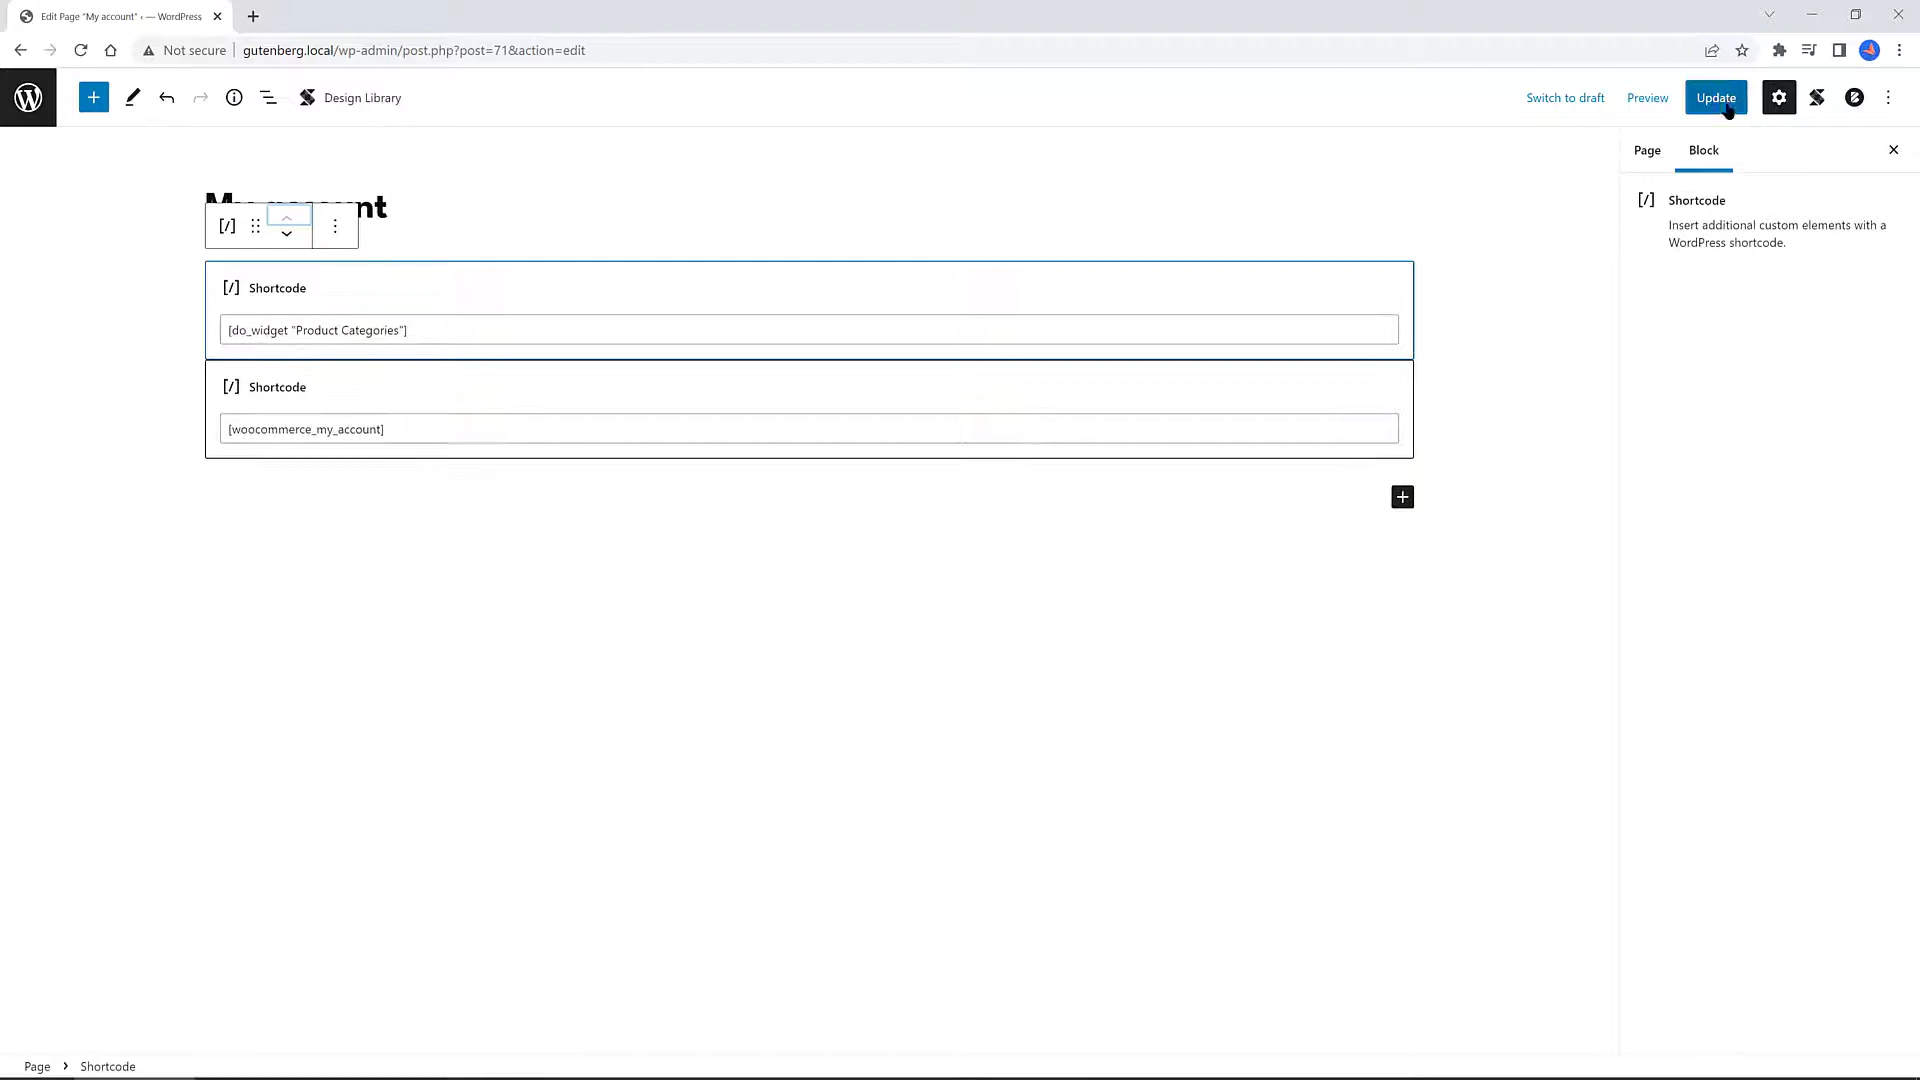 Edit Page "My account" ‹ — WordPress
Not secure
gutenberg.local/wp-admin/post.php?post=71&action=edit
Design Library
Switch to draft
Preview
Update
Page
Block
[/] Shortcode
Insert additional custom elements with a
WordPress shortcode.
[/]
[/] Shortcode
[do_widget "Product Categories"]
[/] Shortcode
[woocommerce_my_account]
Page > Shortcode